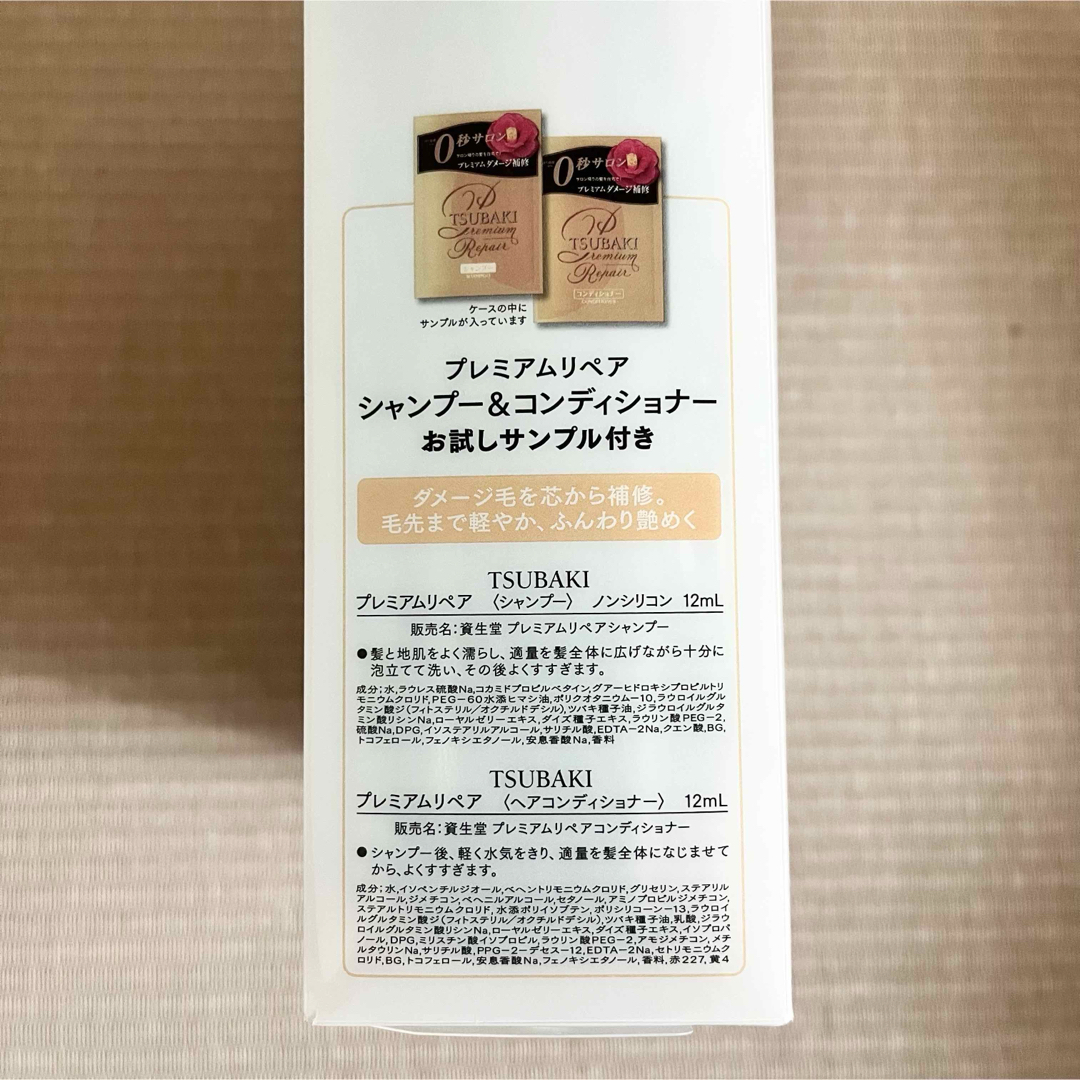 0秒サロン
プレミアムダメージ補修
TSUBAKI
Premium
Repair
シャンプー
0秒サロン
プレミアムダメージ補修
TSUBAKI
Premium
Repair
コンディショナー
ケースの中に
サンプルが入っています
プレミアムリペア
シャンプー&コンディショナー
お試しサンプル付き
ダメージ毛を芯から補修。
毛先まで軽やか、ふんわり艶めく
TSUBAKI
プレミアムリペア 〈シャンプー〉 ノンシリコン 12mL
販売名:資生堂 プレミアムリペアシャンプー
●髪と地肌をよく濡らし、適量を髪全体に広げながら十分に
泡立てて洗い、その後よくすすぎます。
成分:水,ラウレス硫酸Na,コカミドプロピルベタイン,グアーヒドロキシプロピルトリ
モニウムクロリド,PEG-60水添ヒマシ油,ポリクオタニウム-10,ラウロイルグル
タミン酸ジ(フィトステリル/オクチルドデシル),ツバキ種子油,ジラウロイルグルタ
ミン酸リシンNa,ローヤルゼリーエキス,ダイズ種子エキス,ラウリン酸PEG-2,
硫酸Na,DPG,イソステアリルアルコール,サリチル酸,EDTA-2Na,クエン酸,BG,
トコフェロール,フェノキシエタノール,安息香酸Na,香料
TSUBAKI
プレミアムリペア 〈ヘアコンディショナー〉 12mL
販売名:資生堂 プレミアムリペアコンディショナー
●シャンプー後、軽く水気をきり、適量を髪全体になじませて
から、よくすすぎます。
成分:水,イソペンチルジオール,ベヘントリモニウムクロリド,グリセリン,ステアリル
アルコール,ジメチコン,ベヘニルアルコール,セタノール,アミノプロピルジメチコン,
ステアルトリモニウムクロリド,水添ポリイソブテン,ポリシリコーン-13,ラウロイ
ルグルタミン酸ジ(フィトステリル/オクチルドデシル),ツバキ種子油,乳酸,ジラウ
ロイルグルタミン酸リシンNa,ローヤルゼリーエキス,ダイズ種子エキス,イソプロパ
ノール,DPG,ミリスチン酸イソプロピル,ラウリン酸PEG-2,アモジメチコン,メチ
ルタウリンNa,サリチル酸,PPG-2-デセス-12,EDTA-2Na,セトリモニウムク
ロリド,BG,トコフェロール,安息香酸Na,フェノキシエタノール,香料,赤227,黄4